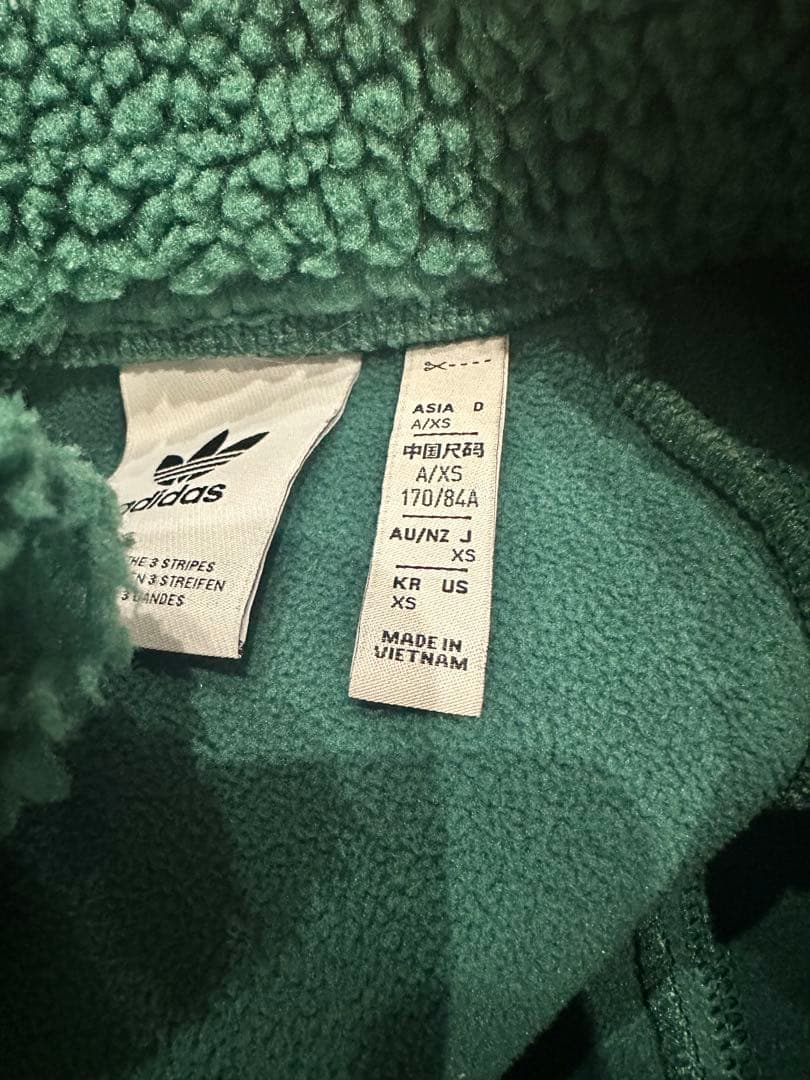 adidas
THE 3 STRIPES
3 STREIFEN
3 BANDES
ASIA D
A/XS
中国尺码
A/XS
170/84A
AU/NZ J
XS
KR US
XS
MADE IN
VIETNAM